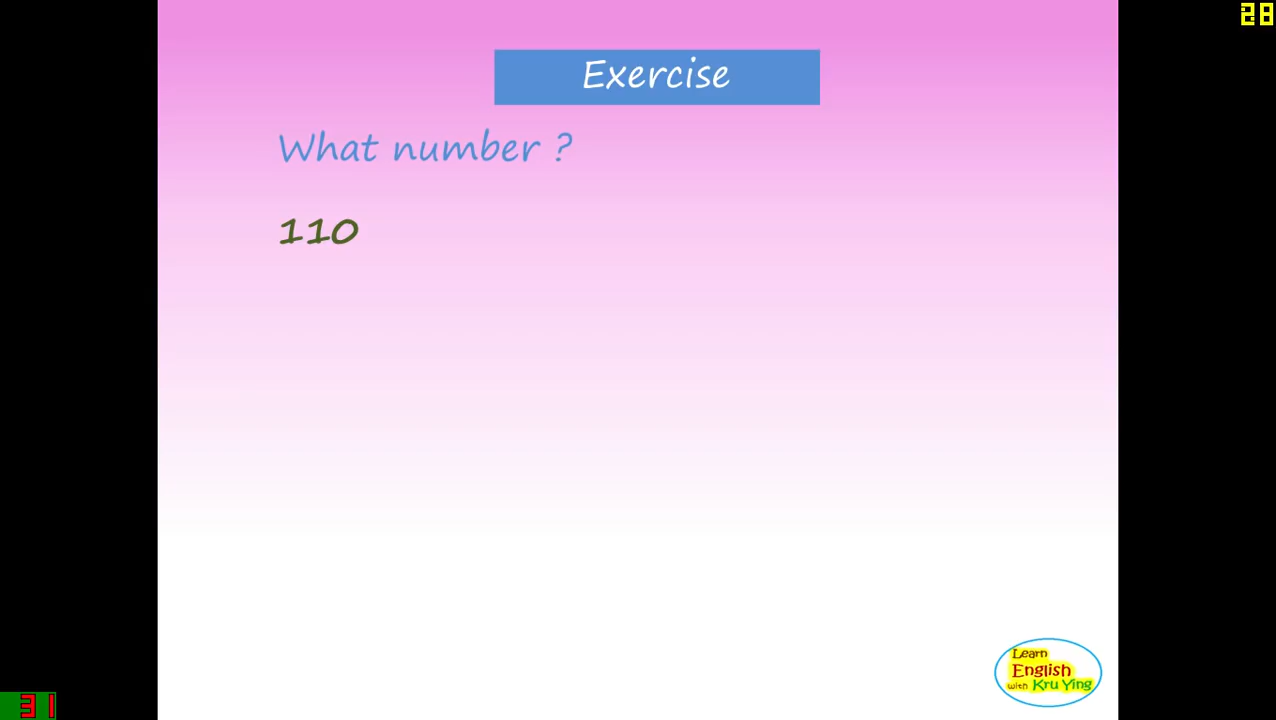 28
Exercise
What number ?
110
Learn
English
with Kru Ying
31